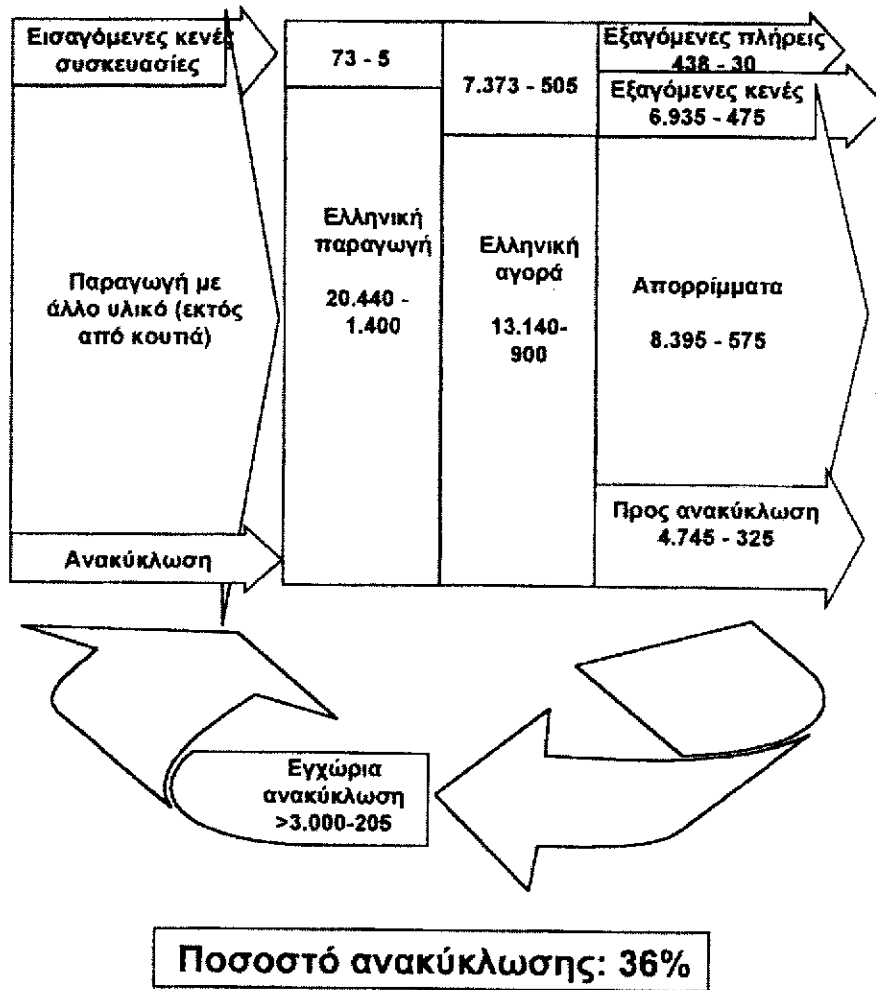 Εισαγόμενες κενές
συσκευασίες
73 - 5
7.373 - 505
Εξαγόμενες πλήρεις
438 - 30
Εξαγόμενες κενές
6.935 - 475
Παραγωγή με
άλλο υλικό (εκτός
από κουτιά)
Ελληνική
παραγωγή
20.440 -
1.400
Ελληνική
αγορά
13.140-
900
Απορρίμματα
8.395 - 575
Προς ανακύκλωση
4.745 - 325
Ανακύκλωση
Εγχώρια
ανακύκλωση
>3.000-205
Ποσοστό ανακύκλωσης: 36%